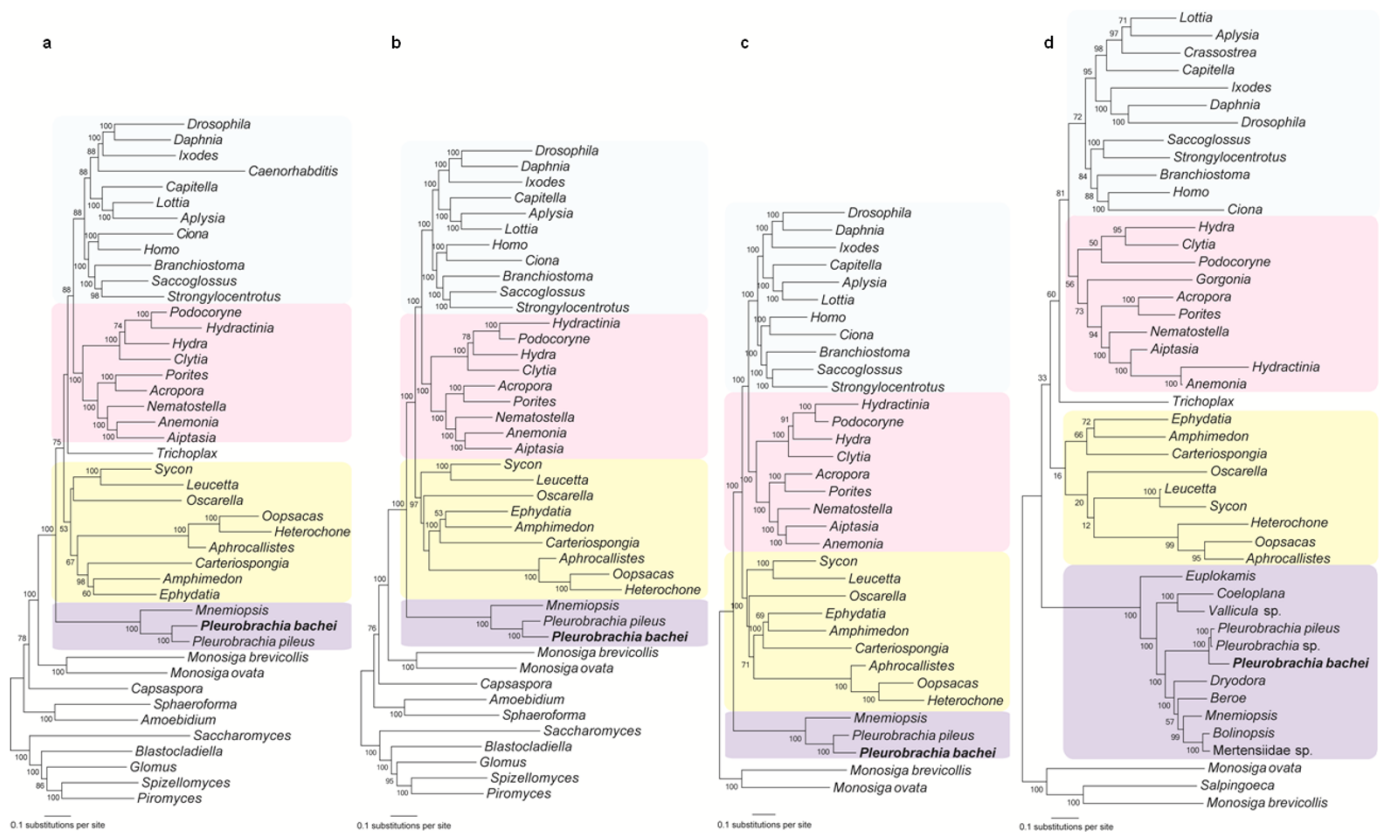 a
Drosophila
Daphnia
Ixodes
Caenorhabditis
Capitella
Lottia
Aplysia
Ciona
Homo
Branchiostoma
Saccoglossus
Strongylocentrotus
Podocoryne
Hydractinia
Hydra
Clytia
Porites
Acropora
Nematostella
Anemonia
Aiptasia
Trichoplax
Sycon
Leucetta
Oscarella
Oopsacas
Heterochone
Aphrocallistes
Carteriospongia
Amphimedon
Ephydatia
Mnemiopsis
Pleurobrachia bachei
Pleurobrachia pileus
Monosiga brevicollis
Monosiga ovata
Capsaspora
Sphaeroforma
Amoebidium
Saccharomyces
Blastocladiella
Glomus
Spizellomyces
Piromyces
0.1 substitutions per site
b
Drosophila
Daphnia
Ixodes
Capitella
Aplysia
Lottia
Homo
Ciona
Branchiostoma
Saccoglossus
Strongylocentrotus
Hydractinia
Podocoryne
Hydra
Clytia
Acropora
Porites
Nematostella
Anemonia
Aiptasia
Sycon
Leucetta
Oscarella
Ephydatia
Amphimedon
Carteriospongia
Aphrocallistes
Oopsacas
Heterochone
Mnemiopsis
Pleurobrachia pileus
Pleurobrachia bachei
Monosiga brevicollis
Monosiga ovata
Capsaspora
Amoebidium
Sphaeroforma
Saccharomyces
Blastocladiella
Glomus
Spizellomyces
Piromyces
0.1 substitutions per site
c
Drosophila
Daphnia
Ixodes
Capitella
Aplysia
Lottia
Homo
Ciona
Branchiostoma
Saccoglossus
Strongylocentrotus
Hydractinia
Podocoryne
Hydra
Clytia
Acropora
Porites
Nematostella
Aiptasia
Anemonia
Sycon
Leucetta
Oscarella
Ephydatia
Amphimedon
Carteriospongia
Aphrocallistes
Oopsacas
Heterochone
Mnemiopsis
Pleurobrachia pileus
Pleurobrachia bachei
Monosiga brevicollis
Monosiga ovata
0.1 substitutions per site
d
Lottia
Aplysia
Crassostrea
Capitella
Ixodes
Daphnia
Drosophila
Saccoglossus
Strongylocentrotus
Branchiostoma
Homo
Ciona
Hydra
Clytia
Podocoryne
Gorgonia
Acropora
Porites
Nematostella
Aiptasia
Hydractinia
Anemonia
Trichoplax
Ephydatia
Amphimedon
Carteriospongia
Oscarella
Leucetta
Sycon
Heterochone
Oopsacas
Aphrocallistes
Euplokamis
Coeloplana
Vallicula sp.
Pleurobrachia pileus
Pleurobrachia sp.
Pleurobrachia bachei
Dryodora
Beroe
Mnemiopsis
Bolinopsis
Mertensiidae sp.
Monosiga ovata
Salpingoeca
Monosiga brevicollis
0.1 substitutions per site